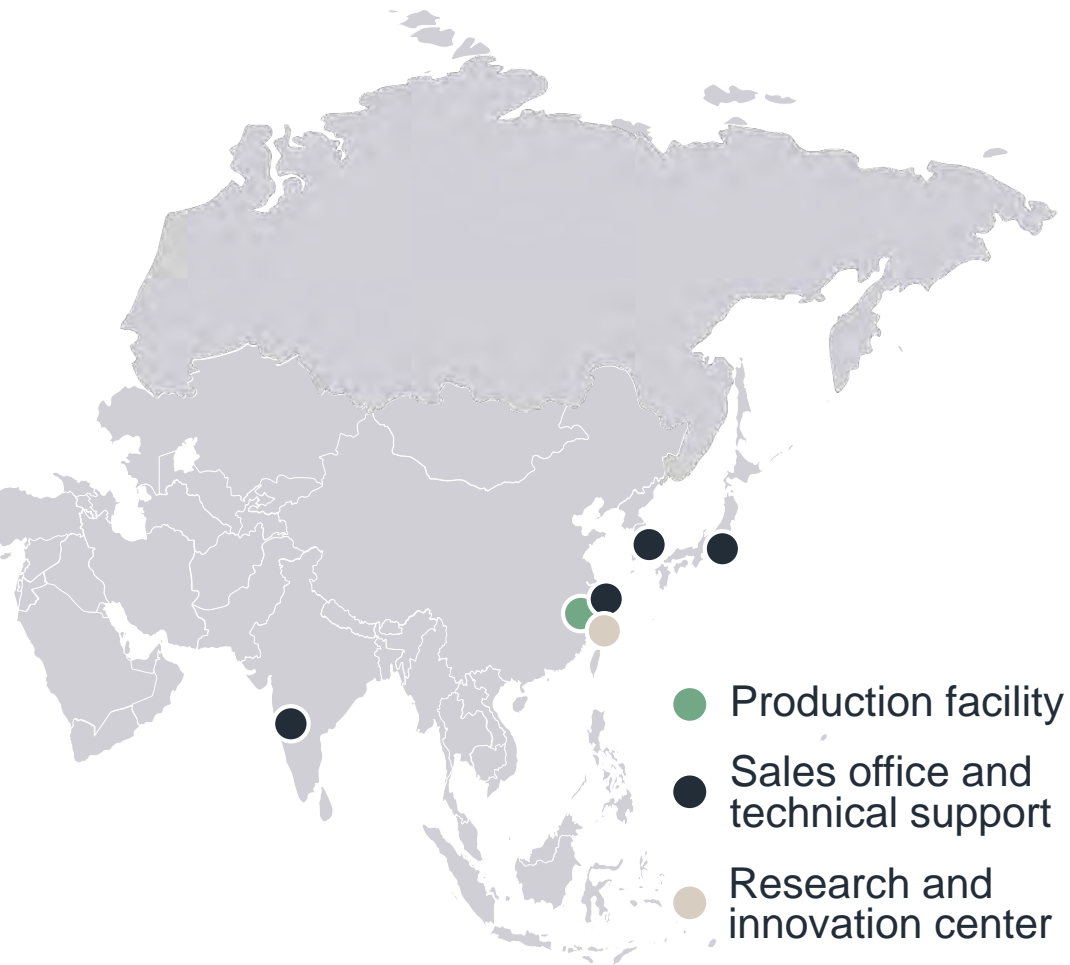 Production facility
Sales office and
technical support
Research and
innovation center